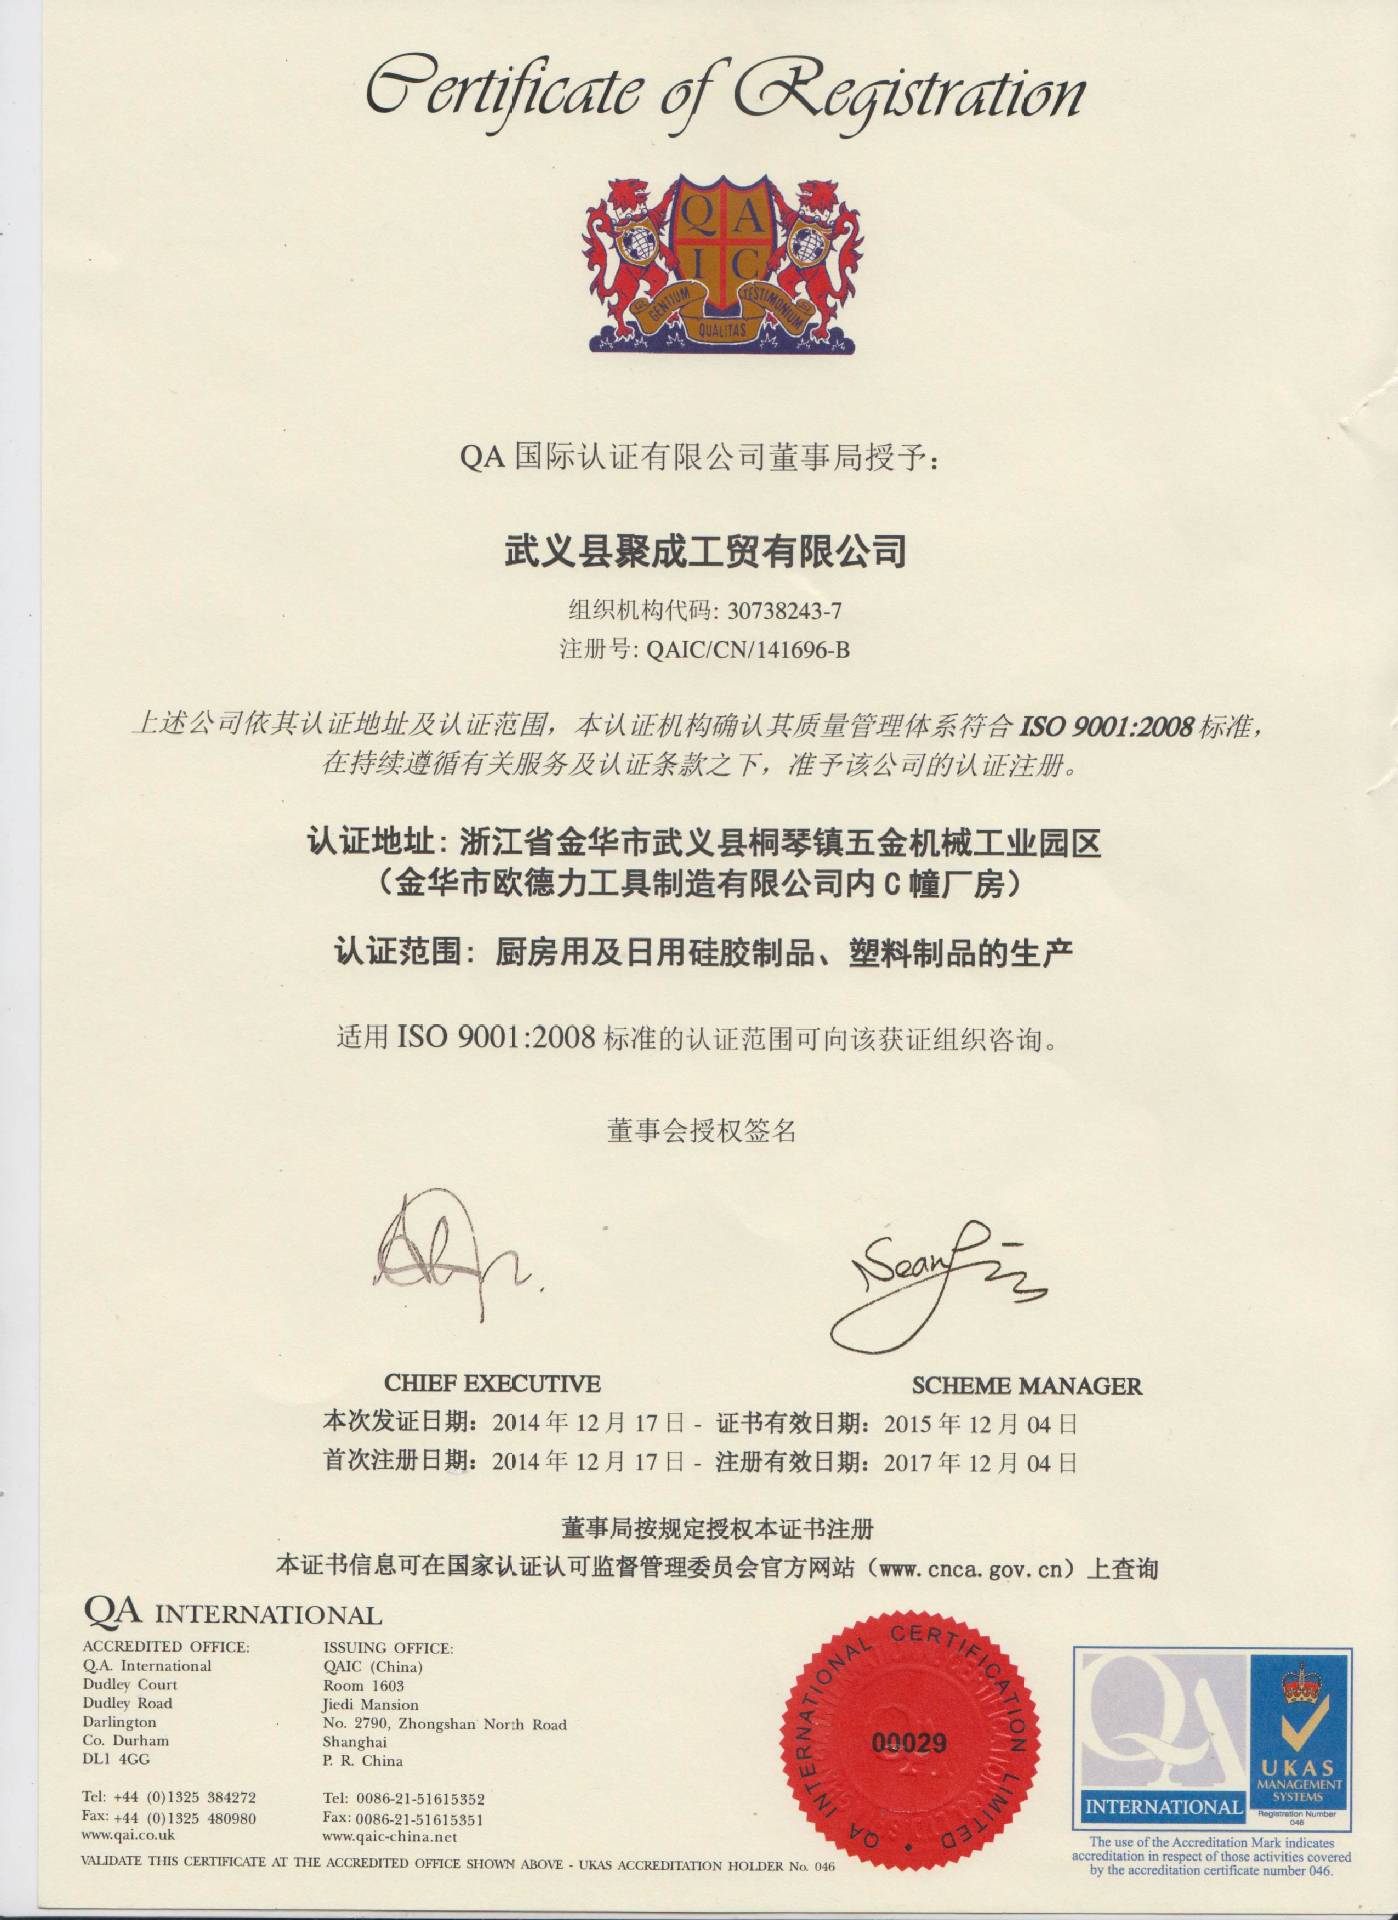 Certificate of Registration
QA
IC
GENTIUM QUALITAS TESTIMONIUM
QA 国际认证有限公司董事局授予：
武义县聚成工贸有限公司
组织机构代码: 30738243-7
注册号: QAIC/CN/141696-B
上述公司依其认证地址及认证范围，本认证机构确认其质量管理体系符合 ISO 9001:2008 标准，
在持续遵循有关服务及认证条款之下，准予该公司的认证注册。
认证地址：浙江省金华市武义县桐琴镇五金机械工业园区
（金华市欧德力工具制造有限公司内 C 幢厂房）
认证范围：厨房用及日用硅胶制品、塑料制品的生产
适用 ISO 9001:2008 标准的认证范围可向该获证组织咨询。
董事会授权签名
CHIEF EXECUTIVE
SCHEME MANAGER
本次发证日期：2014 年 12 月 17 日 - 证书有效日期：2015 年 12 月 04 日
首次注册日期：2014 年 12 月 17 日 - 注册有效日期：2017 年 12 月 04 日
董事局按规定授权本证书注册
本证书信息可在国家认证认可监督管理委员会官方网站（www.cnca.gov.cn）上查询
QA INTERNATIONAL
ACCREDITED OFFICE:
Q.A. International
Dudley Court
Dudley Road
Darlington
Co. Durham
DL1 4GG
Tel: +44 (0)1325 384272
Fax: +44 (0)1325 480980
www.qai.co.uk
ISSUING OFFICE:
QAIC (China)
Room 1603
Jiedi Mansion
No. 2790, Zhongshan North Road
Shanghai
P. R. China
Tel: 0086-21-51615352
Fax: 0086-21-51615351
www.qaic-china.net
VALIDATE THIS CERTIFICATE AT THE ACCREDITED OFFICE SHOWN ABOVE - UKAS ACCREDITATION HOLDER No. 046
QA INTERNATIONAL CERTIFICATION LIMITED
00029
QA
INTERNATIONAL
UKAS
MANAGEMENT
SYSTEMS
Registration Number
046
The use of the Accreditation Mark indicates
accreditation in respect of those activities covered
by the accreditation certificate number 046.